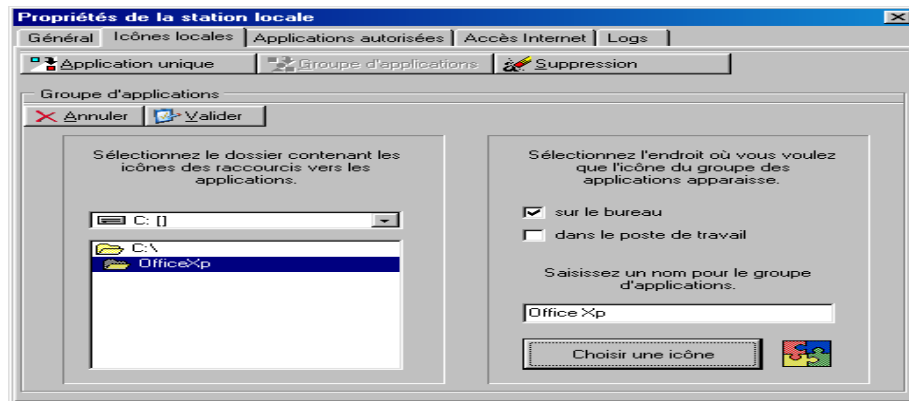 Propriétés de la station locale
Général Icônes locales Applications autorisées Accès Internet Logs
Application unique Groupe d'applications Suppression
Groupe d'applications
Annuler Valider
Sélectionnez le dossier contenant les
icônes des raccourcis vers les
applications.
C: []
C:\
OfficeXp
Sélectionnez l'endroit où vous voulez
que l'icône du groupe des
applications apparaisse.
sur le bureau
dans le poste de travail
Saisissez un nom pour le groupe
d'applications.
Office Xp
Choisir une icône